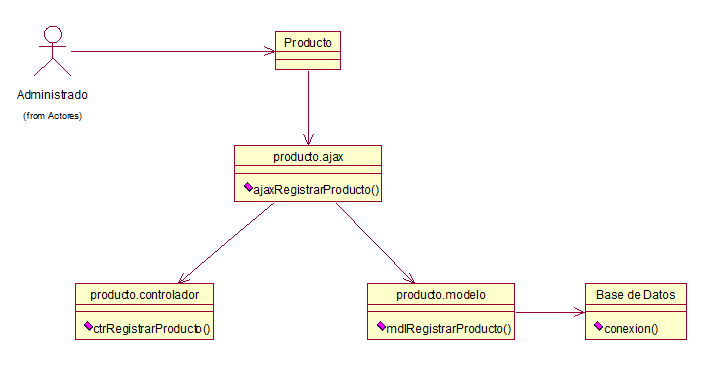 Producto
Administrado
(from Actores)
producto.ajax
ajaxRegistrarProducto()
producto.controlador
ctrRegistrarProducto()
producto.modelo
mdlRegistrarProducto()
Base de Datos
conexion()